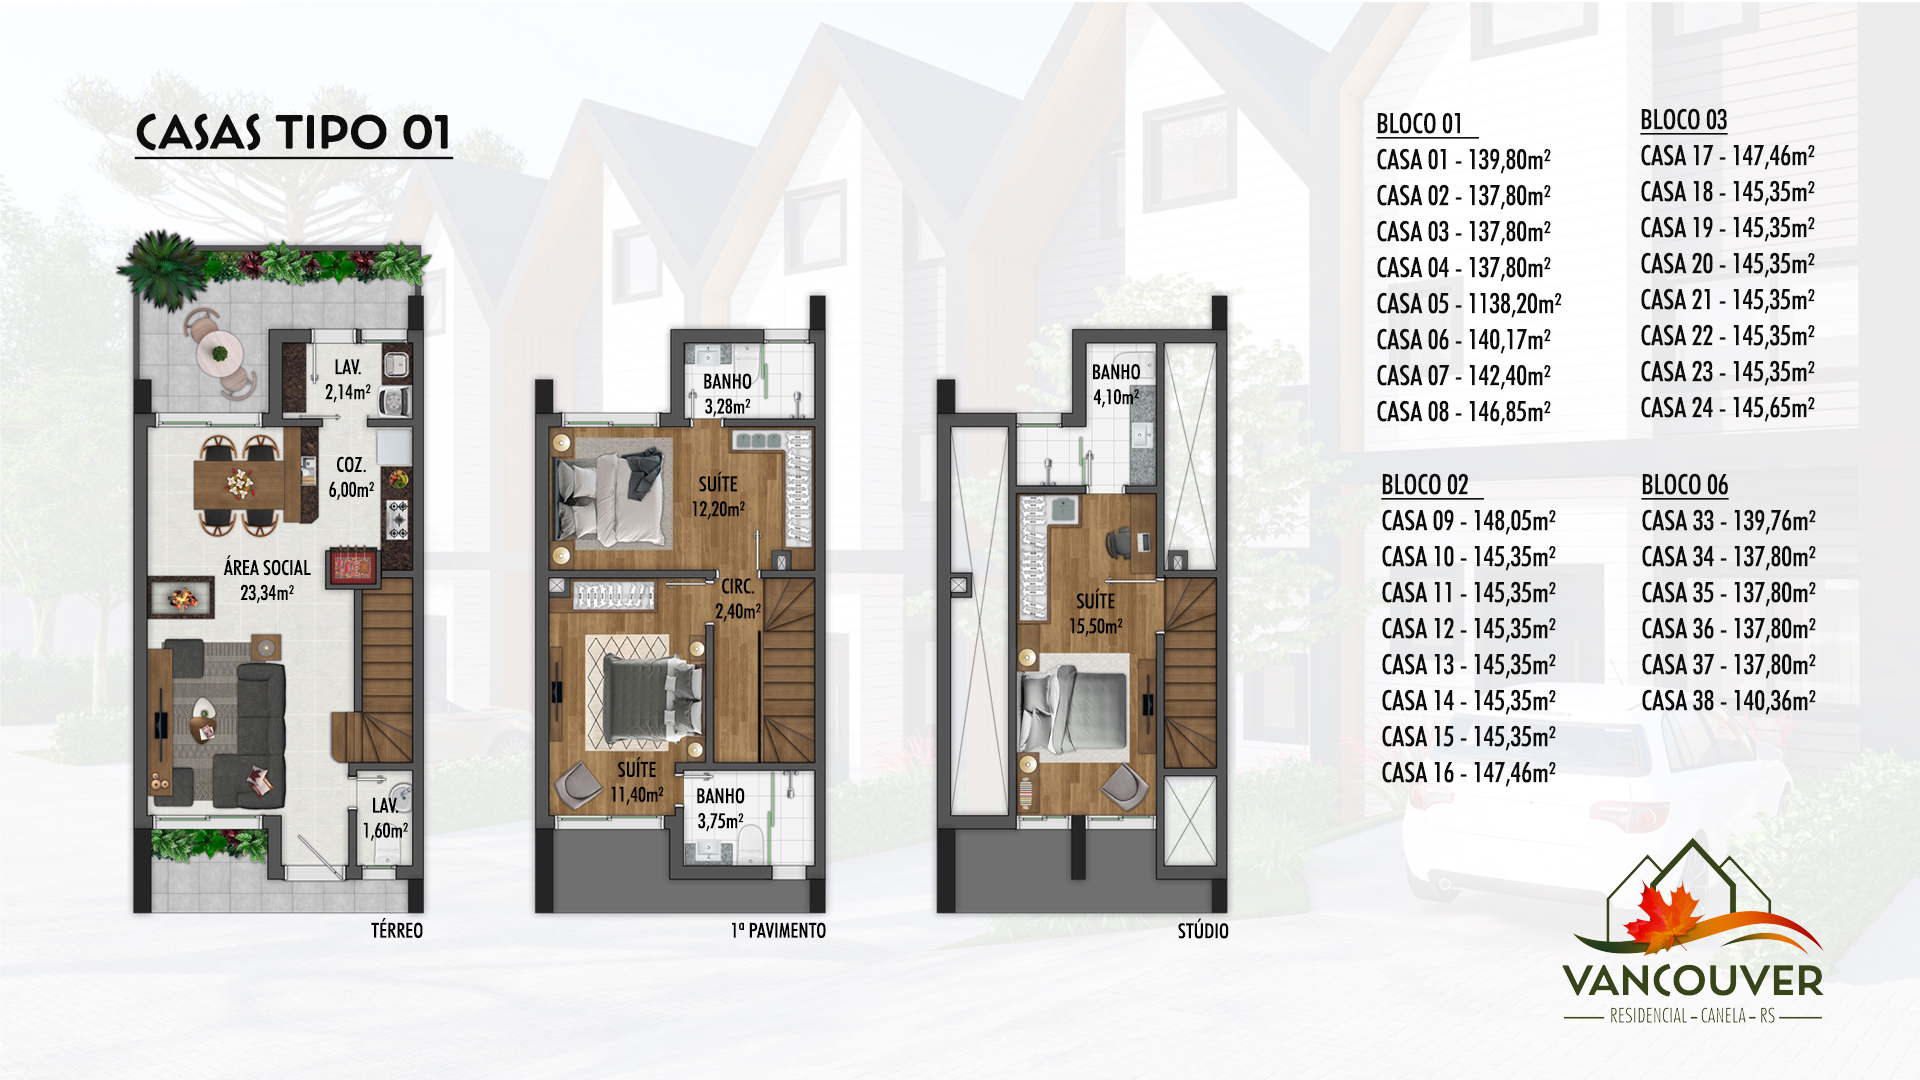 CASAS TIPO 01
LAV.
2,14m²
COZ.
6,00m²
ÁREA SOCIAL
23,34m²
LAV.
1,60m²
TÉRREO
BANHO
3,28m²
SUÍTE
12,20m²
CIRC.
2,40m²
SUÍTE
11,40m²
BANHO
3,75m²
1ª PAVIMENTO
BANHO
4,10m²
SUÍTE
15,50m²
STÚDIO
BLOCO 01
CASA 01 - 139,80m²
CASA 02 - 137,80m²
CASA 03 - 137,80m²
CASA 04 - 137,80m²
CASA 05 - 1138,20m²
CASA 06 - 140,17m²
CASA 07 - 142,40m²
CASA 08 - 146,85m²
BLOCO 02
CASA 09 - 148,05m²
CASA 10 - 145,35m²
CASA 11 - 145,35m²
CASA 12 - 145,35m²
CASA 13 - 145,35m²
CASA 14 - 145,35m²
CASA 15 - 145,35m²
CASA 16 - 147,46m²
BLOCO 03
CASA 17 - 147,46m²
CASA 18 - 145,35m²
CASA 19 - 145,35m²
CASA 20 - 145,35m²
CASA 21 - 145,35m²
CASA 22 - 145,35m²
CASA 23 - 145,35m²
CASA 24 - 145,65m²
BLOCO 06
CASA 33 - 139,76m²
CASA 34 - 137,80m²
CASA 35 - 137,80m²
CASA 36 - 137,80m²
CASA 37 - 137,80m²
CASA 38 - 140,36m²
VANCOUVER
RESIDENCIAL - CANELA - RS